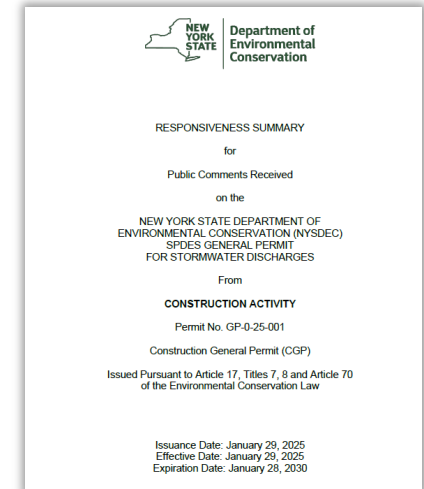 NEW
YORK
STATE
Department of
Environmental
Conservation
RESPONSIVENESS SUMMARY
for
Public Comments Received
on the
NEW YORK STATE DEPARTMENT OF
ENVIRONMENTAL CONSERVATION (NYSDEC)
SPDES GENERAL PERMIT
FOR STORMWATER DISCHARGES
From
CONSTRUCTION ACTIVITY
Permit No. GP-0-25-001
Construction General Permit (CGP)
Issued Pursuant to Article 17, Titles 7, 8 and Article 70
of the Environmental Conservation Law
Issuance Date: January 29, 2025
Effective Date: January 29, 2025
Expiration Date: January 28, 2030